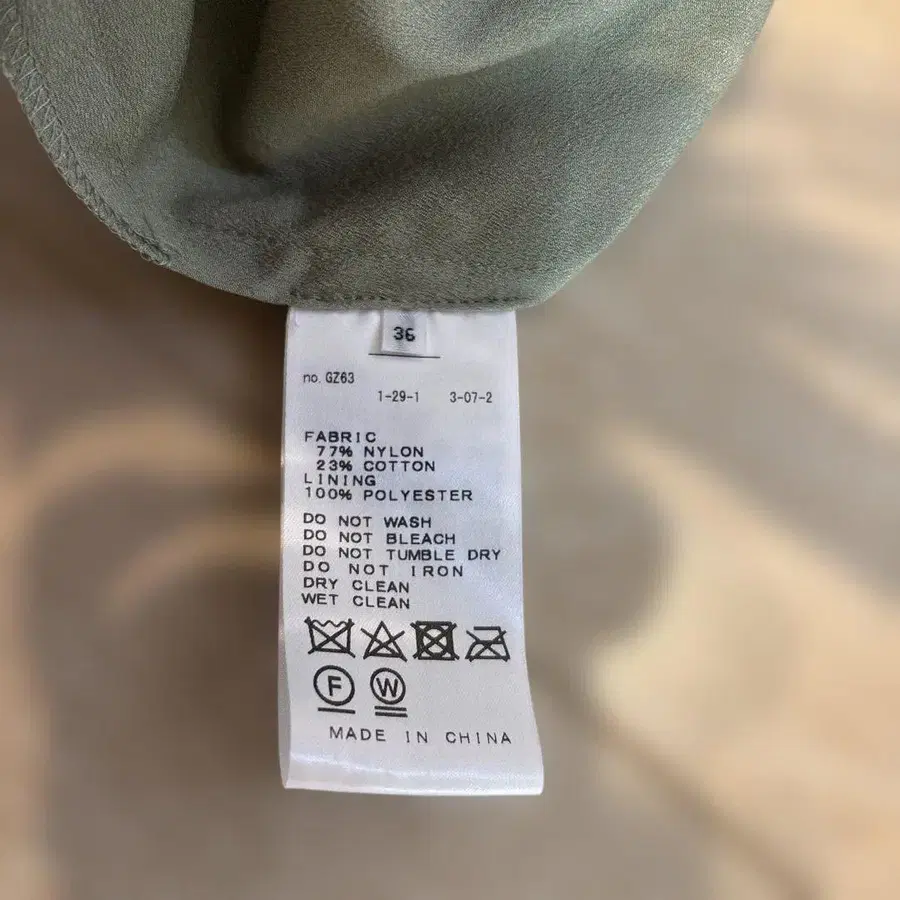 36
no. GZ63
1-29-1 3-07-2
FABRIC
77% NYLON
23% COTTON
LINING
100% POLYESTER
DO NOT WASH
DO NOT BLEACH
DO NOT TUMBLE DRY
DO NOT IRON
DRY CLEAN
WET CLEAN
F W
MADE IN CHINA